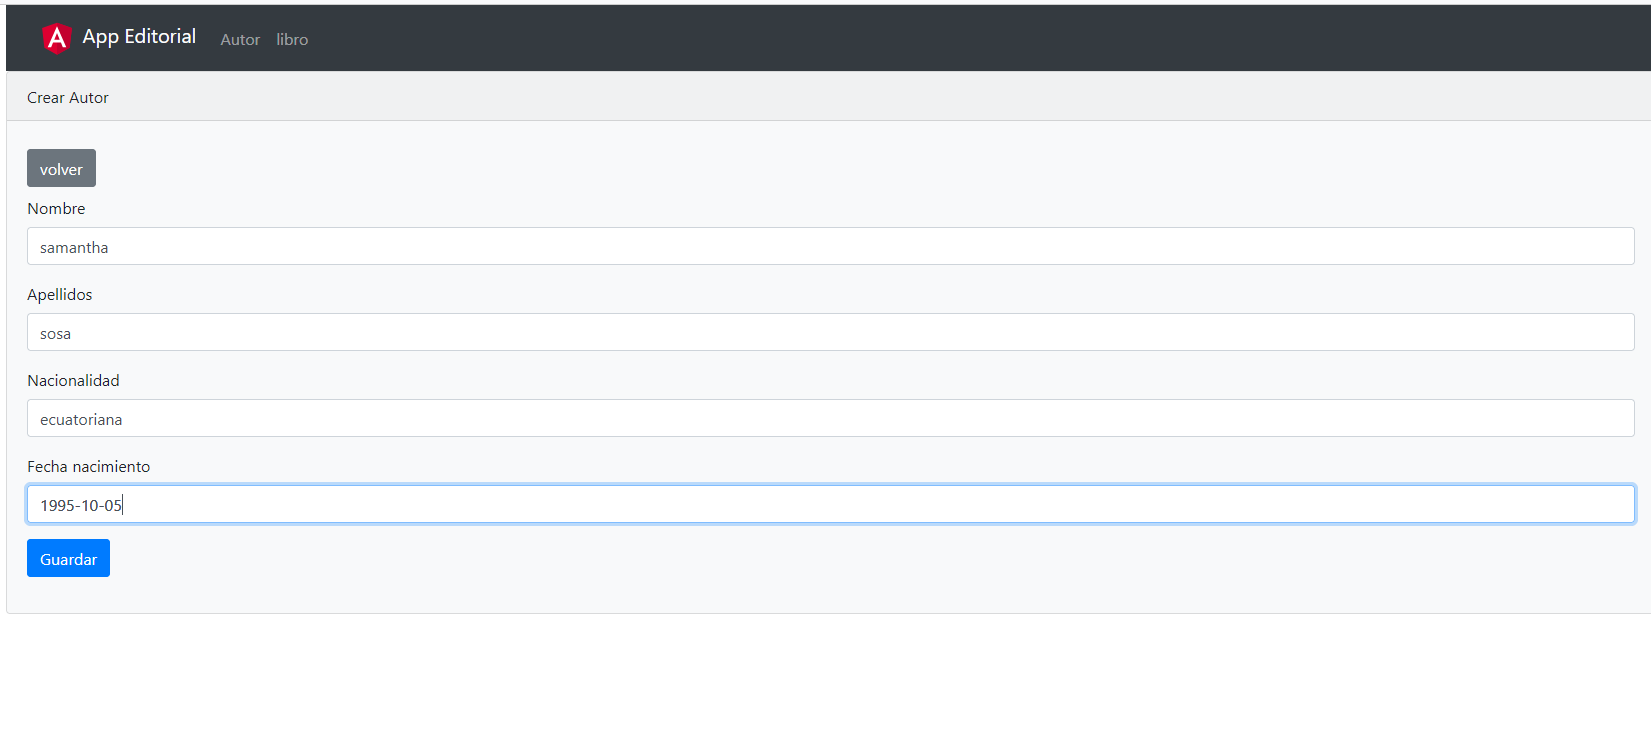 App Editorial Autor libro
Crear Autor
volver
Nombre
samantha
Apellidos
sosa
Nacionalidad
ecuatoriana
Fecha nacimiento
1995-10-05
Guardar